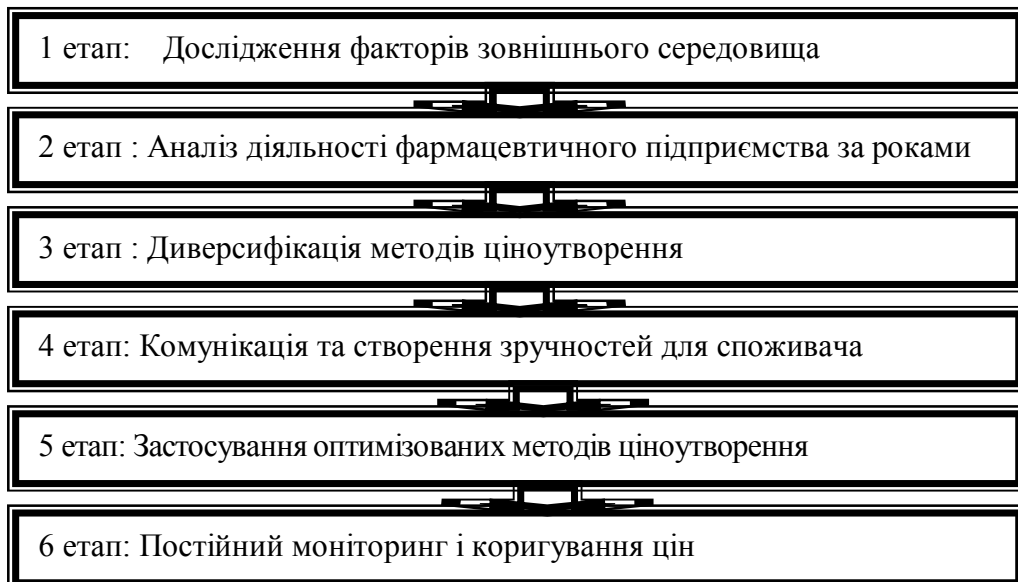 1 етап: Дослідження факторів зовнішнього середовища
2 етап : Аналіз діяльності фармацевтичного підприємства за роками
3 етап : Диверсифікація методів ціноутворення
4 етап: Комунікація та створення зручностей для споживача
5 етап: Застосування оптимізованих методів ціноутворення
6 етап: Постійний моніторинг і коригування цін